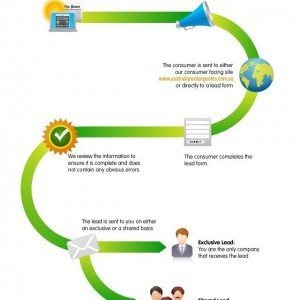 The consumer is sent to either
our consumer facing site
www.australiansolarquotes.com.au
or directly to a lead form
SUBMIT
We review the information to
ensure it is complete and does
not contain any obvious errors
The consumer completes the
lead form.
The lead is sent to you on either
an exclusive or a shared basis
Exclusive Lead:
You are the only company
that receives the lead
Shared Lead: